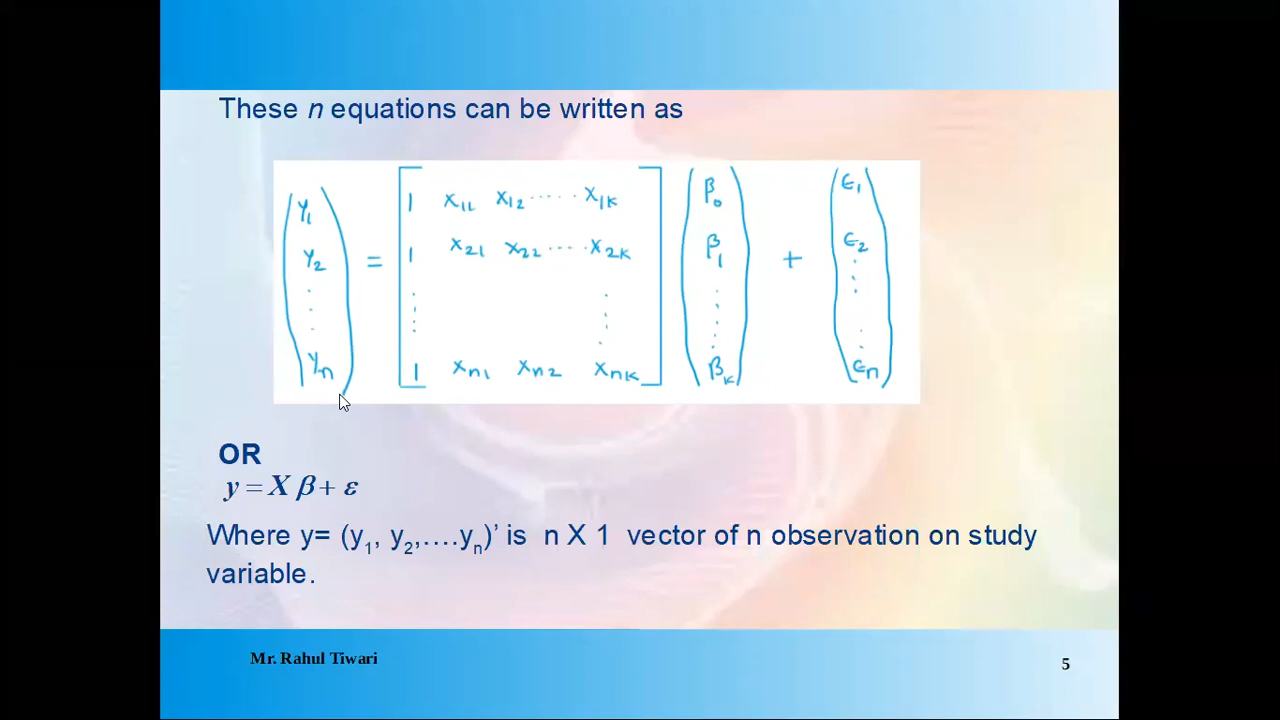 These n equations can be written as
y₁ = 1 x₁₁ x₁₂ ..... x₁ₖ β₀ + ϵ₁
y₂ 1 x₂₁ x₂₂ .... x₂ₖ β₁ ϵ₂
yₙ 1 xₙ₁ xₙ₂ xₙₖ βₖ ϵₙ
OR
y = X β + ε
Where y= (y₁, y₂,….yₙ)’ is n X 1 vector of n observation on study
variable.
Mr. Rahul Tiwari
5